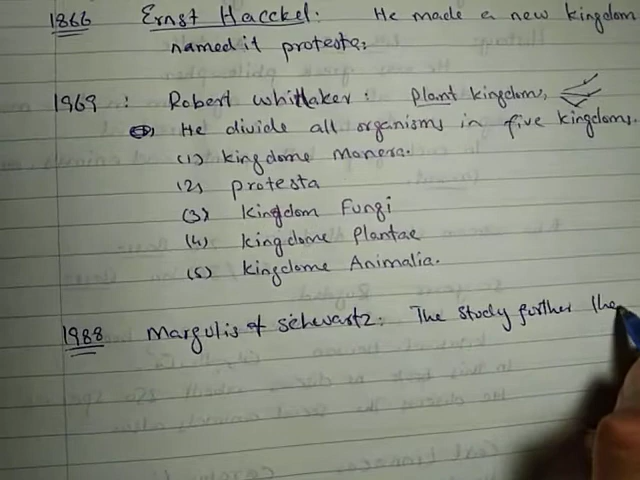 1866 Ernst Hacckel: He made a new kingdom
named it protesta:
1969 : Robert Whittaker : Plant kingdoms,
He divide all organisms in five kingdoms.
(1) kingdome Monera.
(2) protesta
(3) kingdom Fungi
(4) kingdome Plantae
(5) kingdome Animalia.
1988 Margulis & Schwartz: The study further the